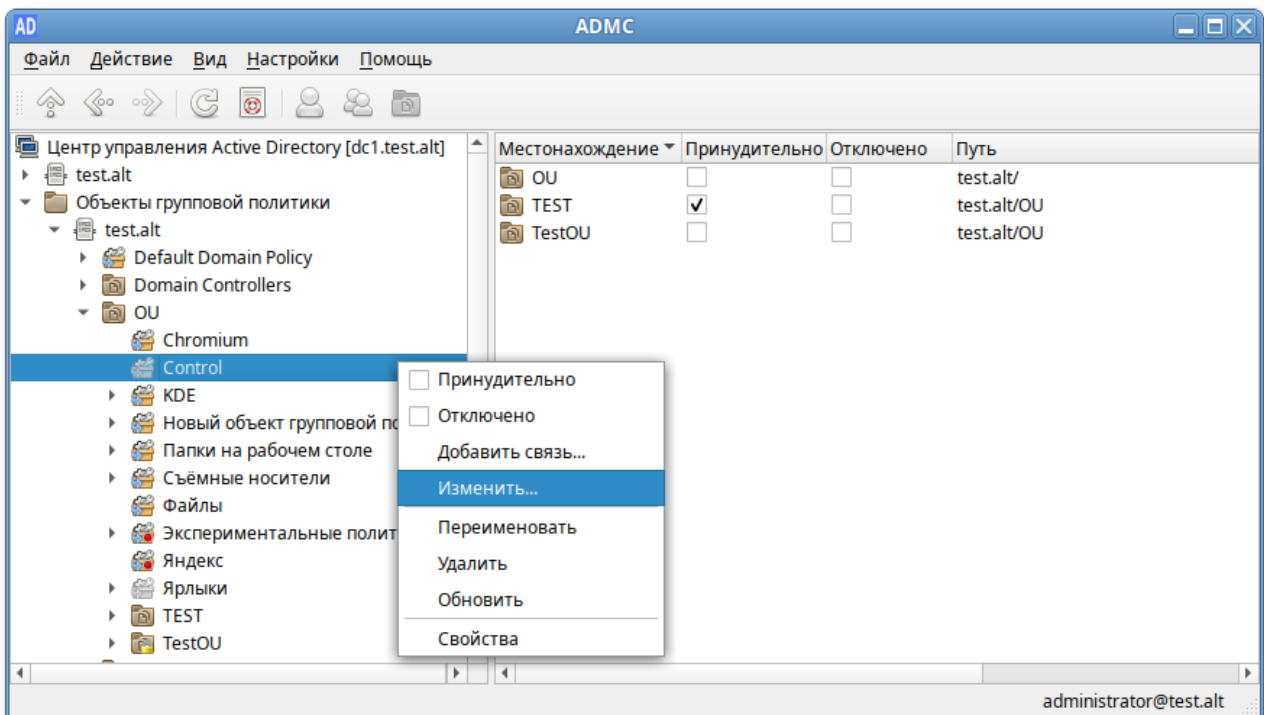 AD ADMC
Файл Действие Вид Настройки Помощь
Центр управления Active Directory [dc1.test.alt]
test.alt
Объекты групповой политики
test.alt
Default Domain Policy
Domain Controllers
OU
Chromium
Control
KDE
Новый объект групповой по
Папки на рабочем столе
Съёмные носители
Файлы
Экспериментальные полит
Яндекс
Ярлыки
TEST
TestOU
Принудительно
Отключено
Добавить связь...
Изменить...
Переименовать
Удалить
Обновить
Свойства
Местонахождение Принудительно Отключено Путь
OU test.alt/
TEST test.alt/OU
TestOU test.alt/OU
administrator@test.alt